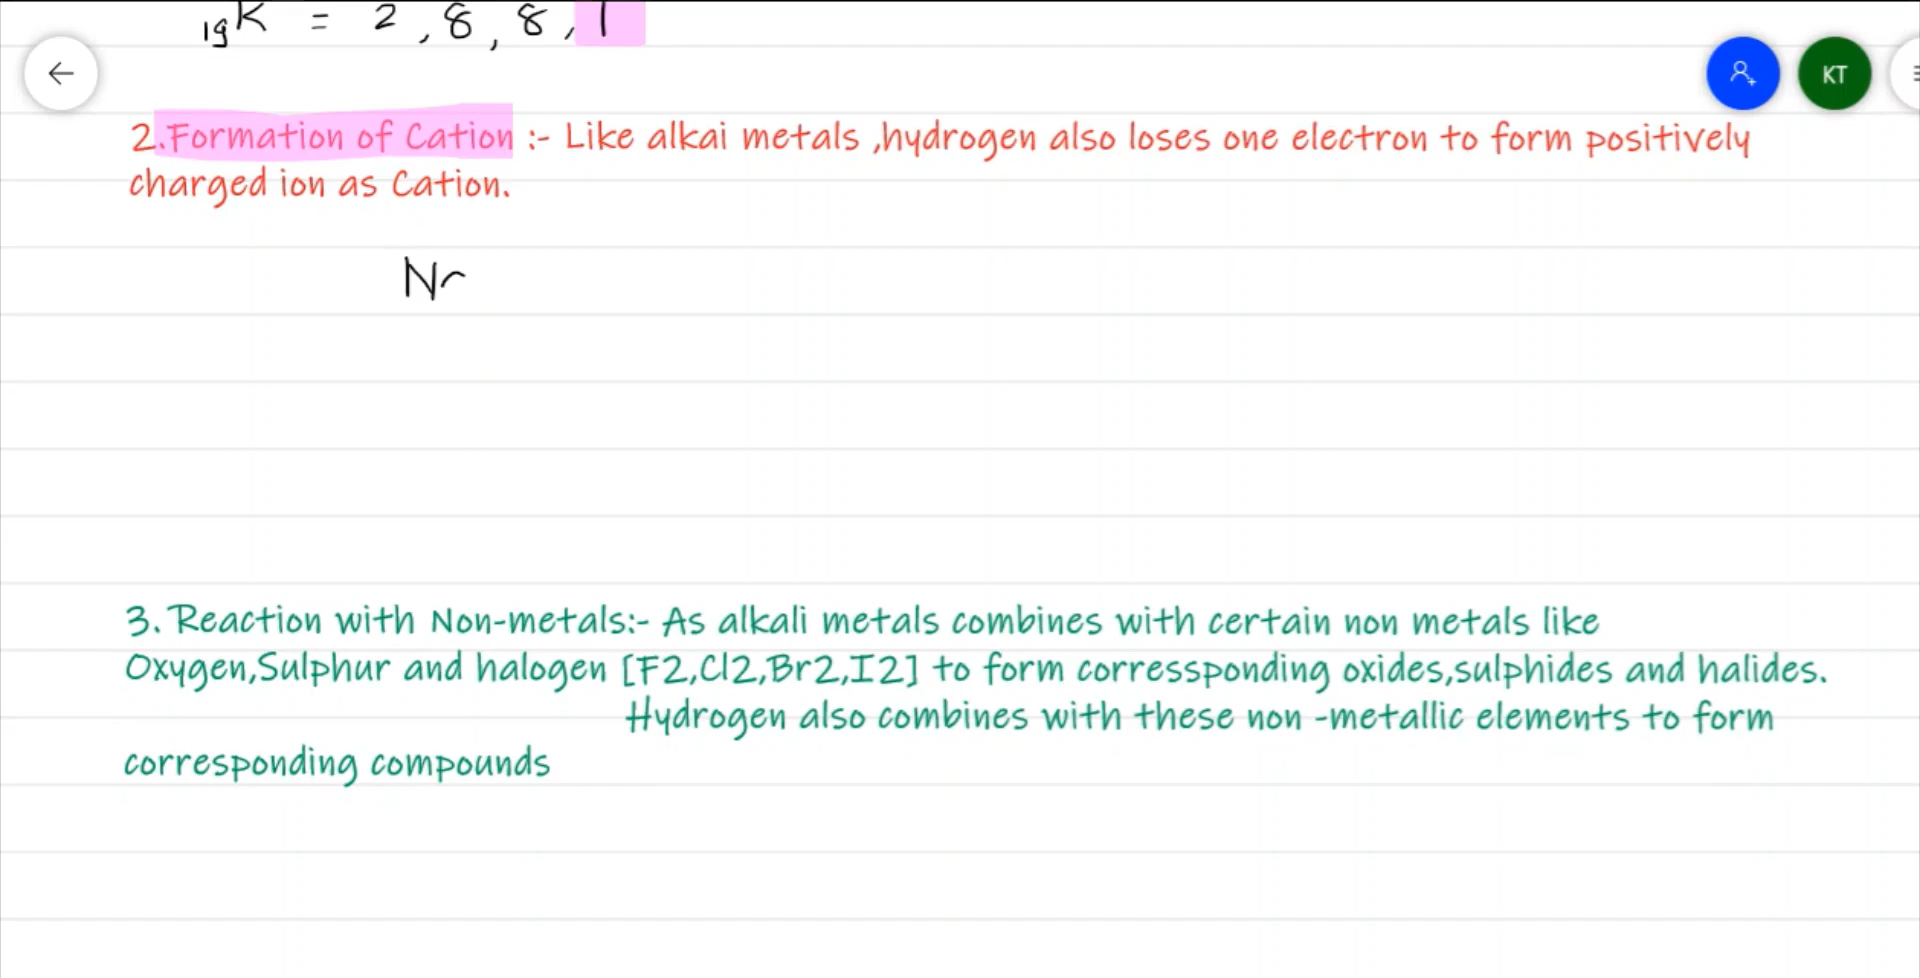 19K = 2, 8, 8, 1
KT
2.Formation of Cation :- Like alkai metals ,hydrogen also loses one electron to form positively
charged ion as Cation.
3. Reaction with Non-metals:- As alkali metals combines with certain non metals like
Oxygen,Sulphur and halogen [F2,Cl2,Br2,I2] to form corressponding oxides,sulphides and halides.
Hydrogen also combines with these non -metallic elements to form
corresponding compounds